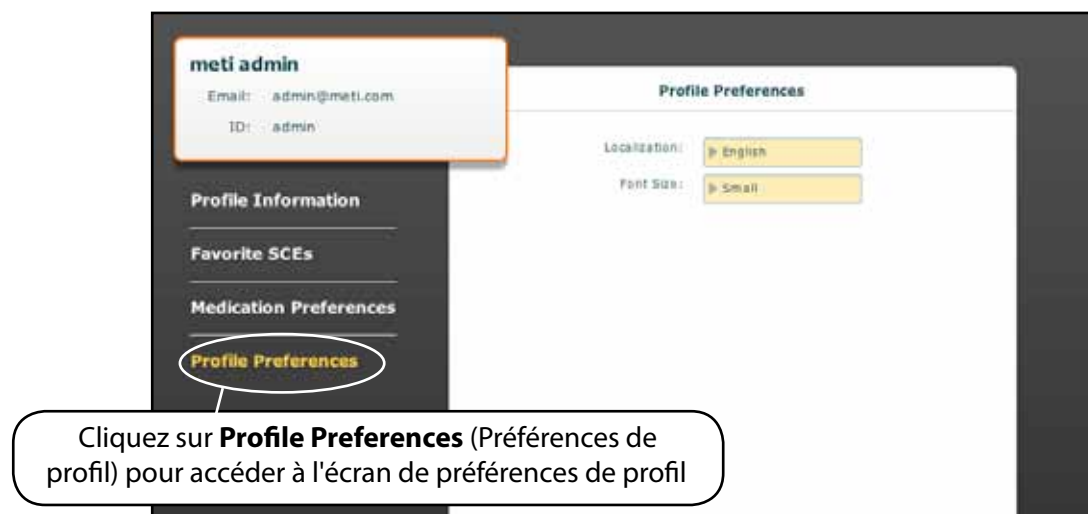 meti admin
Email: admin@meti.com
ID: admin
Profile Information
Favorite SCEs
Medication Preferences
Profile Preferences
Profile Preferences
Localization: English
Font Size: Small
Cliquez sur Profile Preferences (Préférences de
profil) pour accéder à l'écran de préférences de profil